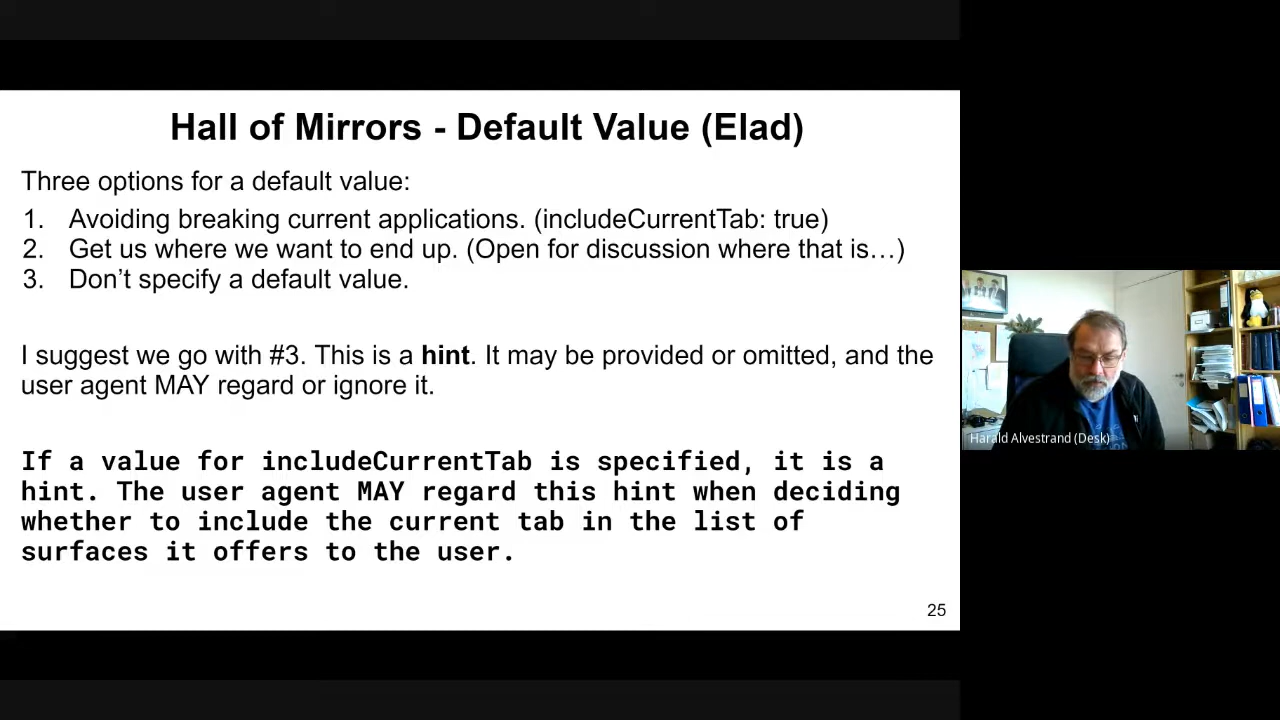 Hall of Mirrors - Default Value (Elad)
Three options for a default value:
1. Avoiding breaking current applications. (includeCurrentTab: true)
2. Get us where we want to end up. (Open for discussion where that is…)
3. Don’t specify a default value.
I suggest we go with #3. This is a hint. It may be provided or omitted, and the
user agent MAY regard or ignore it.
If a value for includeCurrentTab is specified, it is a
hint. The user agent MAY regard this hint when deciding
whether to include the current tab in the list of
surfaces it offers to the user.
25
Harald Alvestrand (Desk)